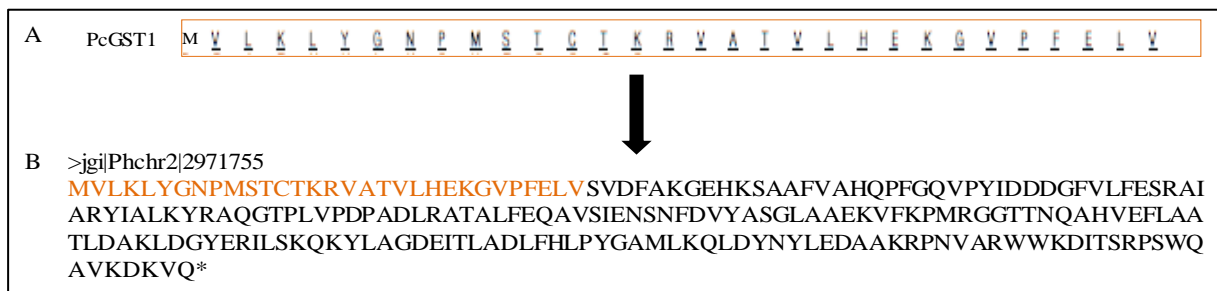 A PcGST1 M V L K L Y G N P M S T C T K R V A T V L H E K G V P F E L V
B >jgi|Phchr2|2971755
MVLKLYGNPMSTCTKRVATVLHEKGVPFELVSVDFAKGEHKSAAFVAHQPFGQVPYIDDDGFVLFESRAI
ARYIALKYRAQGTPLVPDPADLRATALFEQAVSIENSNFDVYASGLAAEKVFKPMRGGTTNQAHVEFLAA
TLDAKLDGYERILSKQKYLAGDEITLADLFHLPYGAMLKQLDYNYLEDAAKRPNVARWWKDITSRPSWQ
AVKDKVQ*